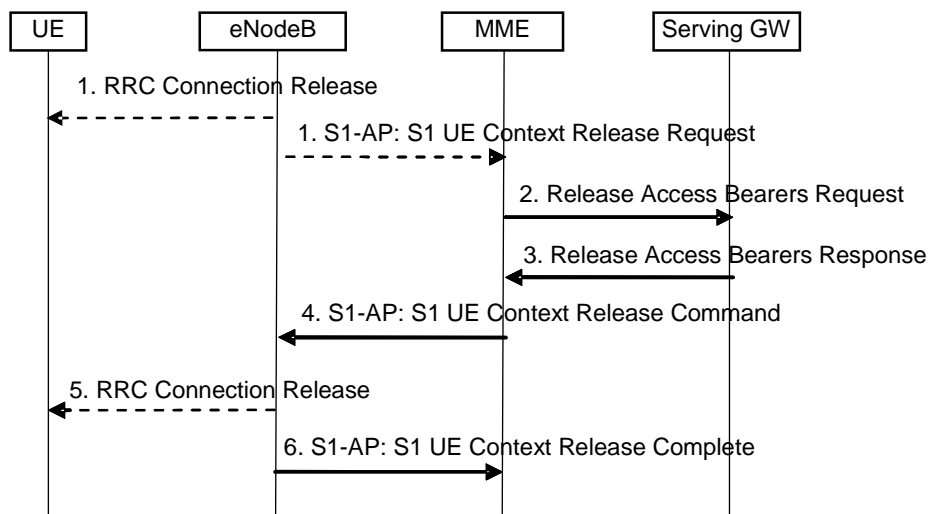 UE
eNodeB
MME
Serving GW
1. RRC Connection Release
1. S1-AP: S1 UE Context Release Request
2. Release Access Bearers Request
3. Release Access Bearers Response
4. S1-AP: S1 UE Context Release Command
5. RRC Connection Release
6. S1-AP: S1 UE Context Release Complete